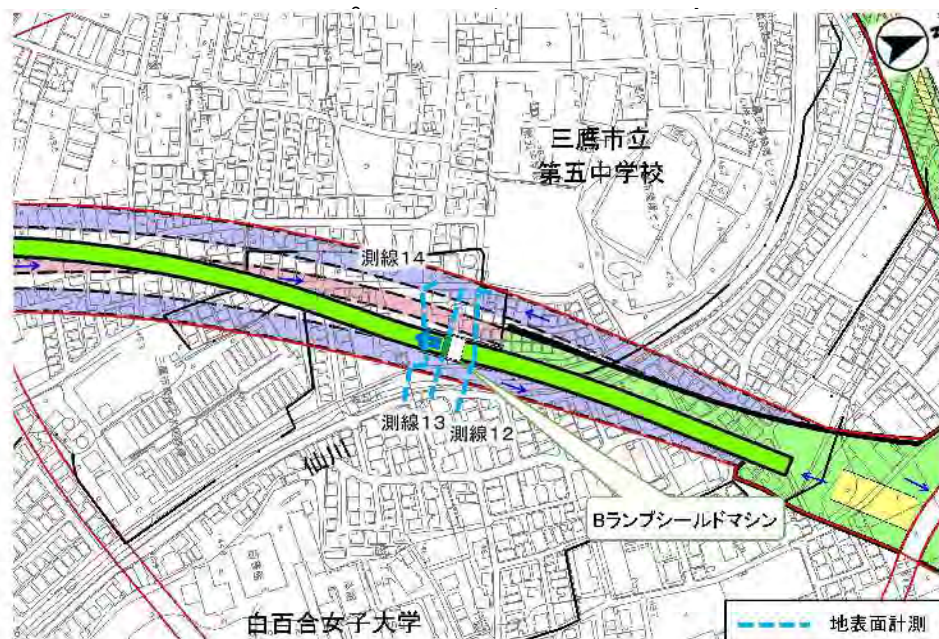 三鷹市立
第五中学校
測線14
測線13
測線12
仙川
Bランプシールドマシン
白百合女子大学
地表面計測